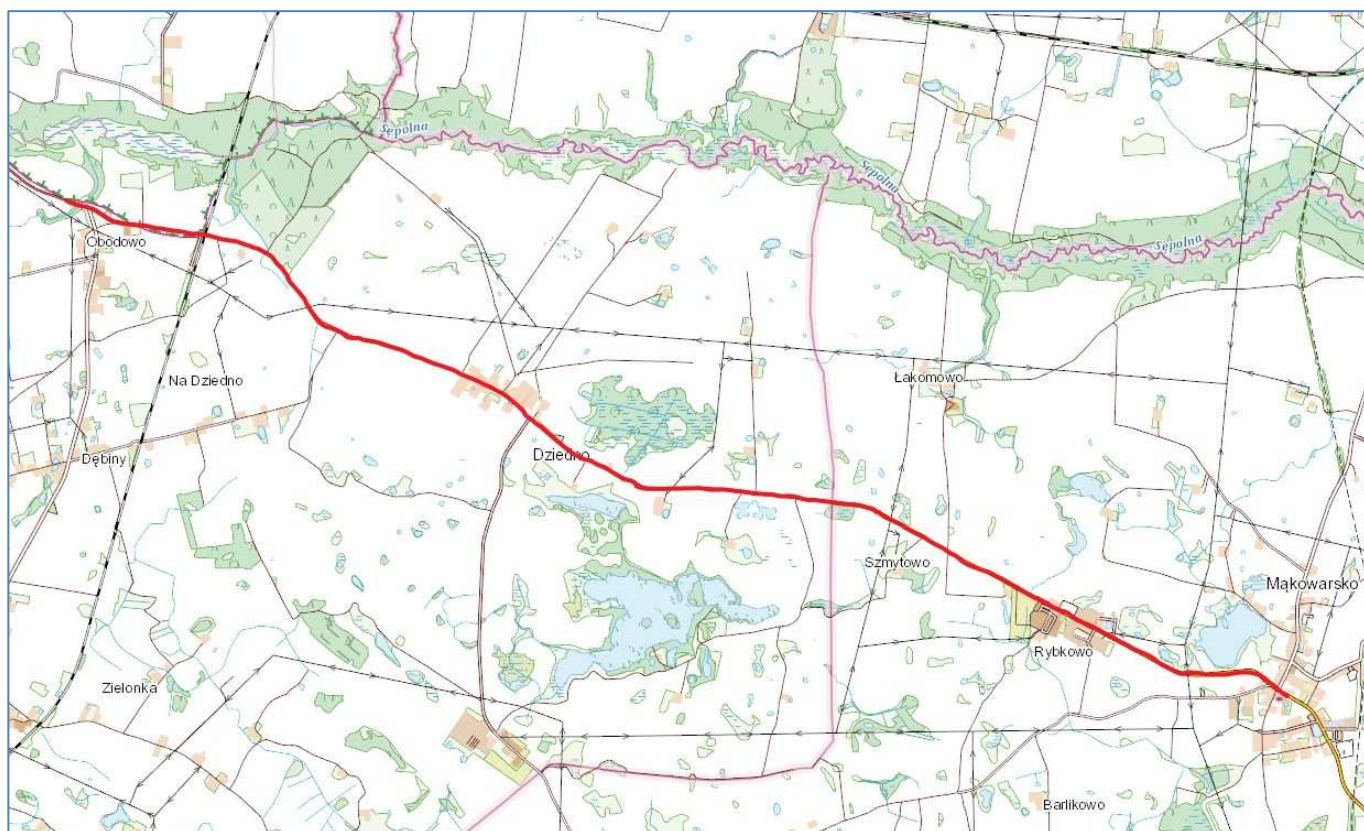 Sępolna
Sępolna
Sępolna
Obodowo
Na Dziedno
Łakomowo
Dębiny
Dziedno
Szmytowo
Mąkowarsko
Rybkowo
Zielonka
Barlikowo